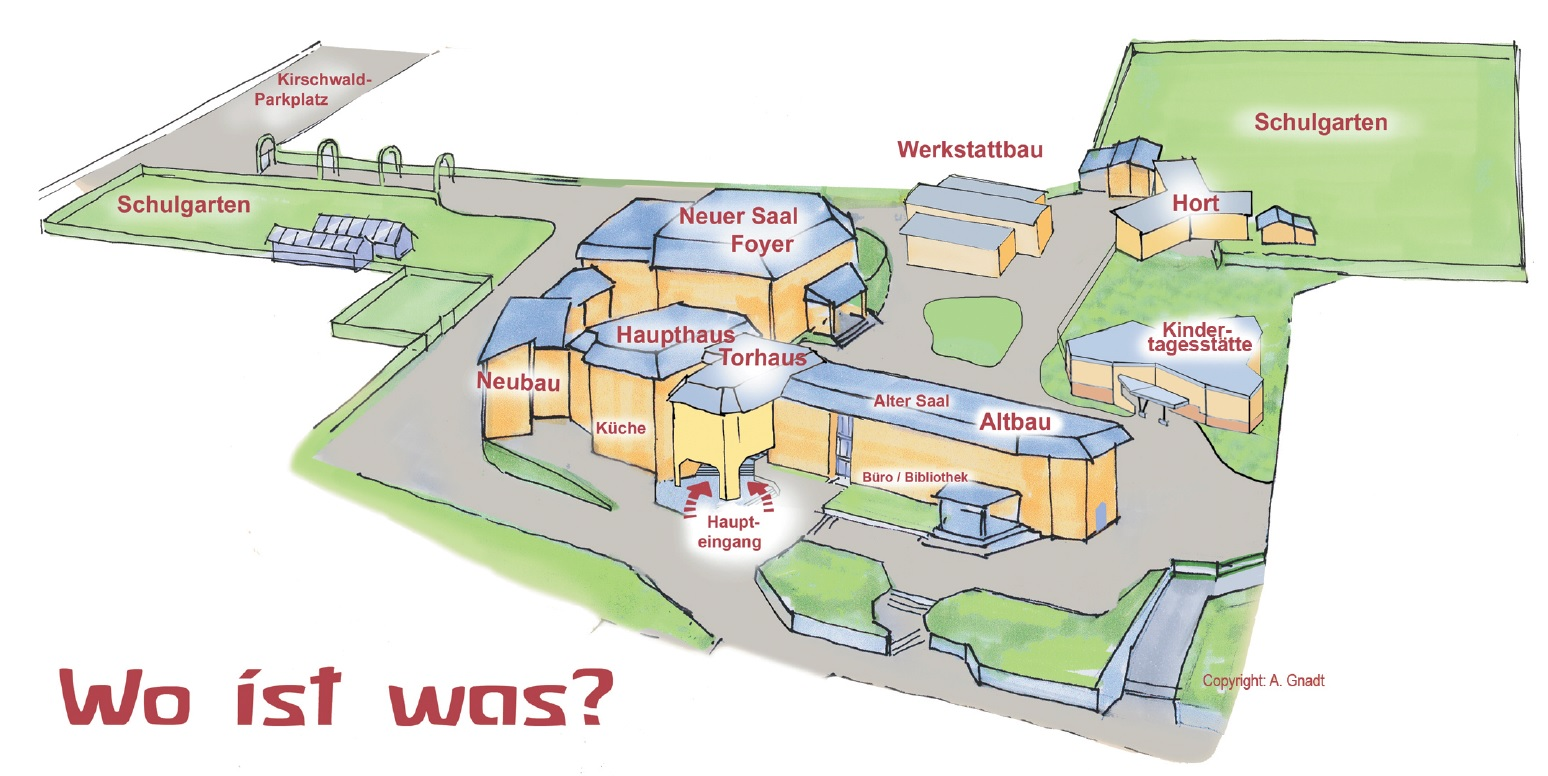 Kirschwald-
Parkplatz
Schulgarten
Werkstattbau
Schulgarten
Hort
Neuer Saal
Foyer
Haupthaus
Torhaus
Kinder-
tagesstätte
Neubau
Küche
Alter Saal
Altbau
Büro / Bibliothek
Haupt-
eingang
Wo ist was?
Copyright: A. Gnadt